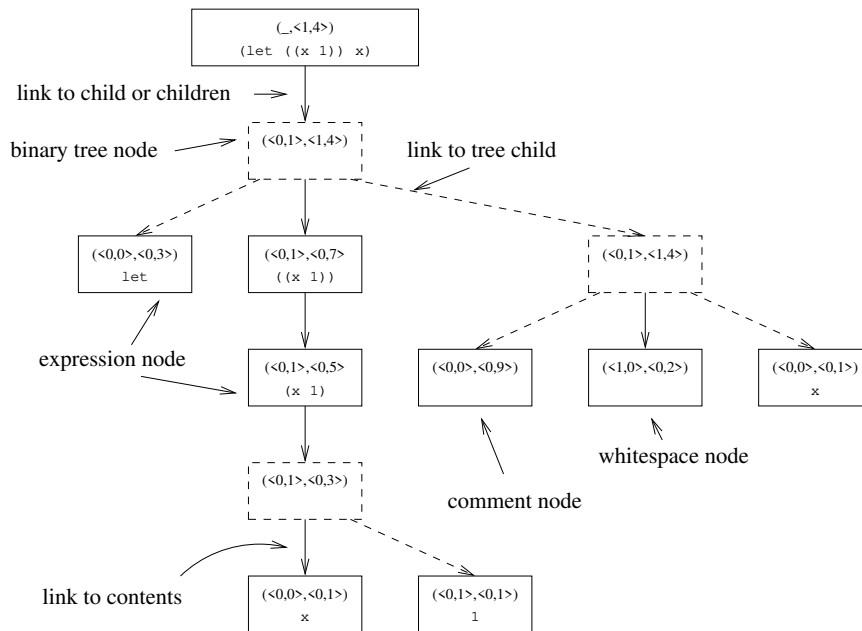 (_,<1,4>)
(let ((x 1)) x)
link to child or children
(<0,1>,<1,4>)
binary tree node
link to tree child
(<0,0>,<0,3>)
let
(<0,1>,<0,7>
((x 1))
(<0,1>,<1,4>)
expression node
(<0,1>,<0,5>
(x 1)
(<0,0>,<0,9>)
(<1,0>,<0,2>)
(<0,0>,<0,1>)
x
whitespace node
(<0,1>,<0,3>)
comment node
link to contents
(<0,0>,<0,1>)
x
(<0,1>,<0,1>)
1